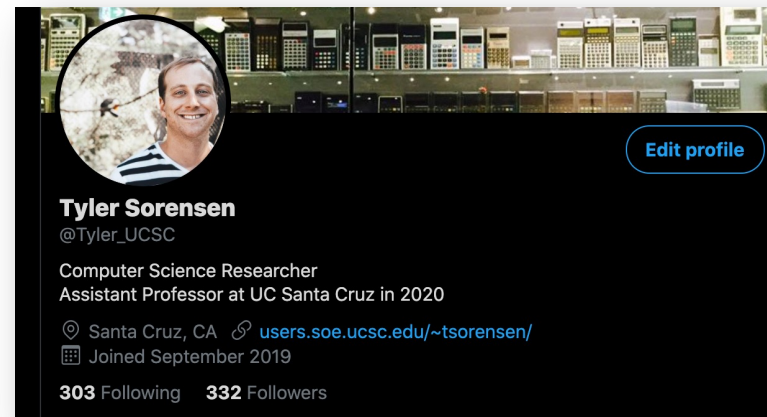 Edit profile
Tyler Sorensen
@Tyler_UCSC
Computer Science Researcher
Assistant Professor at UC Santa Cruz in 2020
Santa Cruz, CA users.soe.ucsc.edu/~tsorensen/
Joined September 2019
303 Following 332 Followers